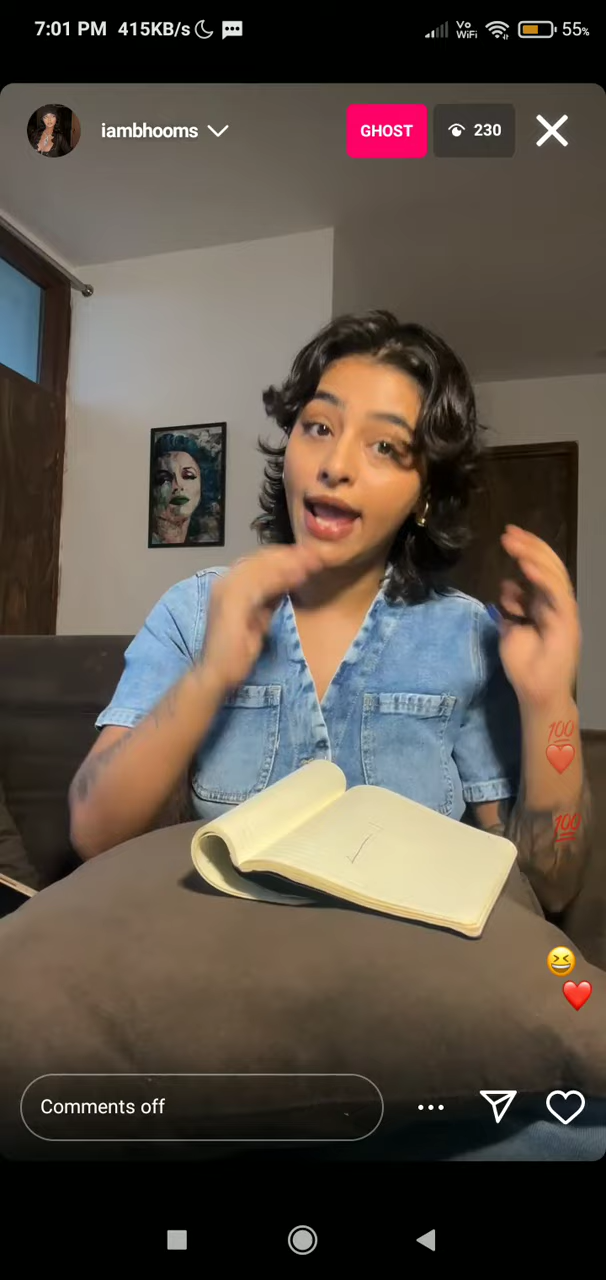 7:01 PM 415KB/s Vo WiFi 55%
iambhooms GHOST 230
100
100
Comments off